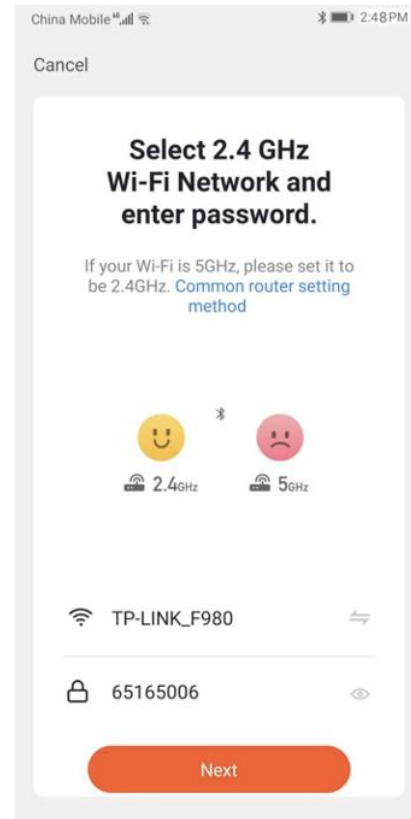 China Mobile 2:48 PM
Cancel
Select 2.4 GHz
Wi-Fi Network and
enter password.
If your Wi-Fi is 5GHz, please set it to
be 2.4GHz. Common router setting
method
2.4GHz 5GHz
TP-LINK_F980
65165006
Next